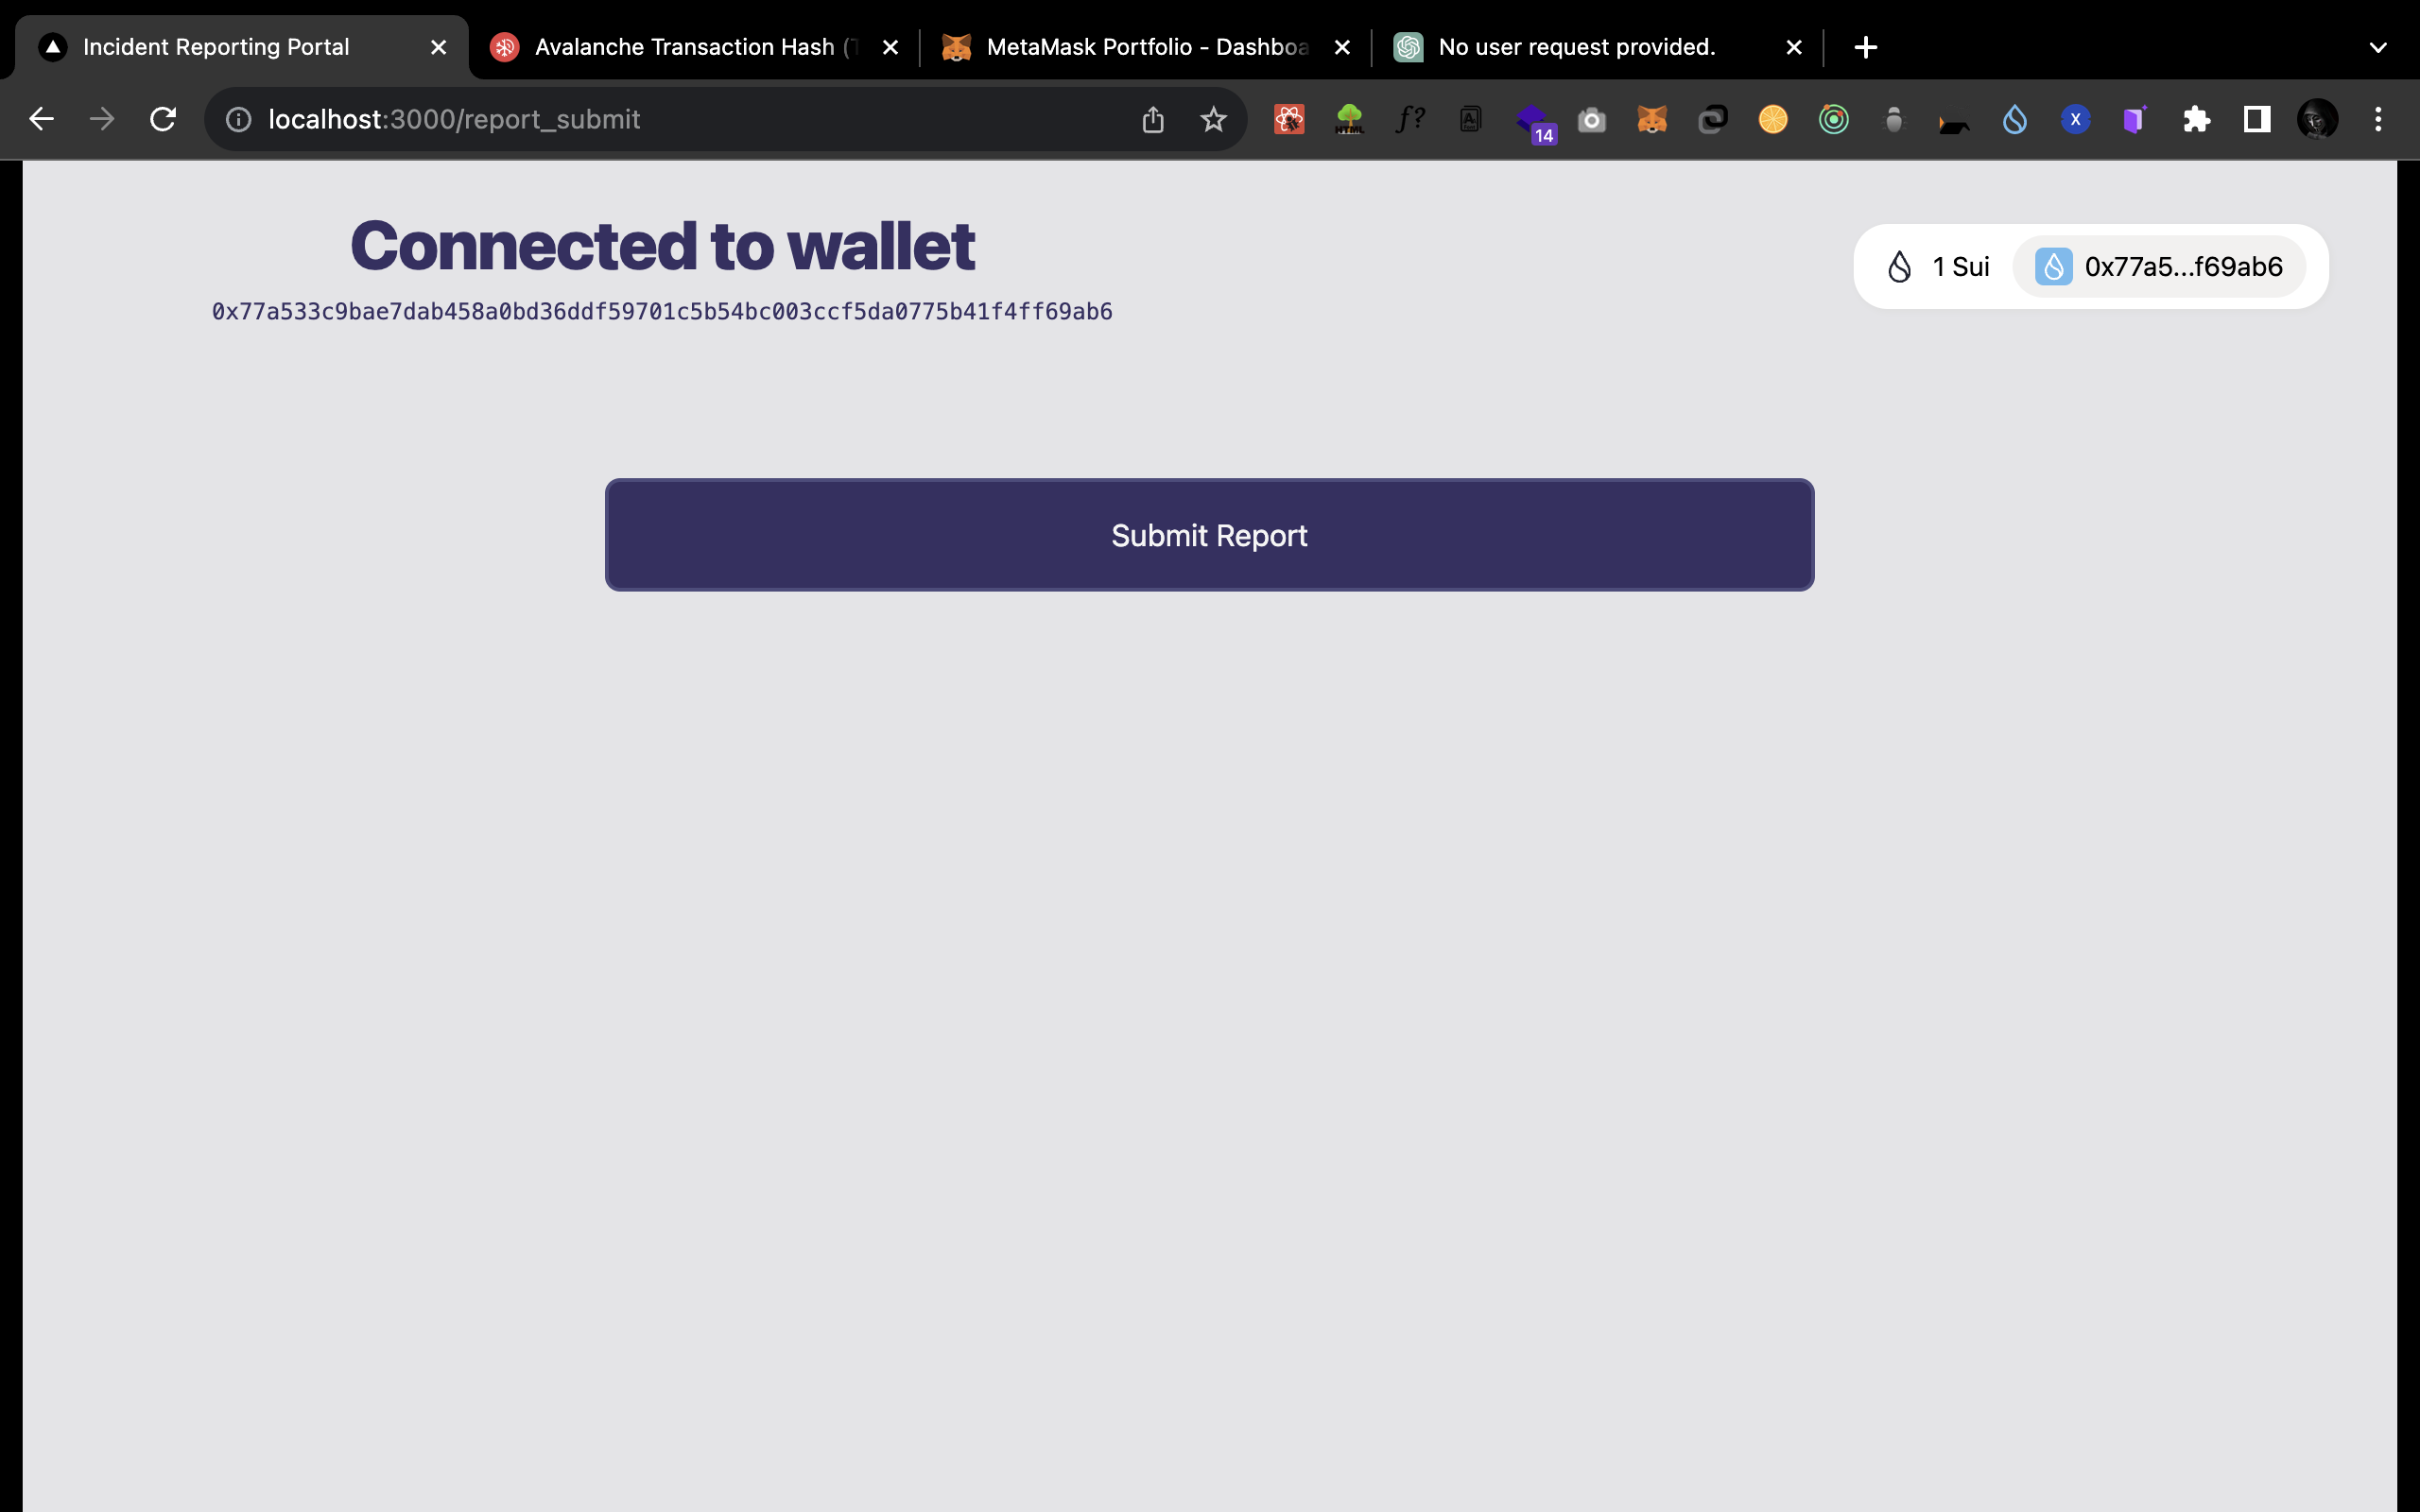 Incident Reporting Portal
Avalanche Transaction Hash (
MetaMask Portfolio - Dashboa
No user request provided.
localhost:3000/report_submit
HTML
f?
14
X
Connected to wallet
0x77a533c9bae7dab458a0bd36ddf59701c5b54bc003ccf5da0775b41f4ff69ab6
1 Sui
0x77a5...f69ab6
Submit Report